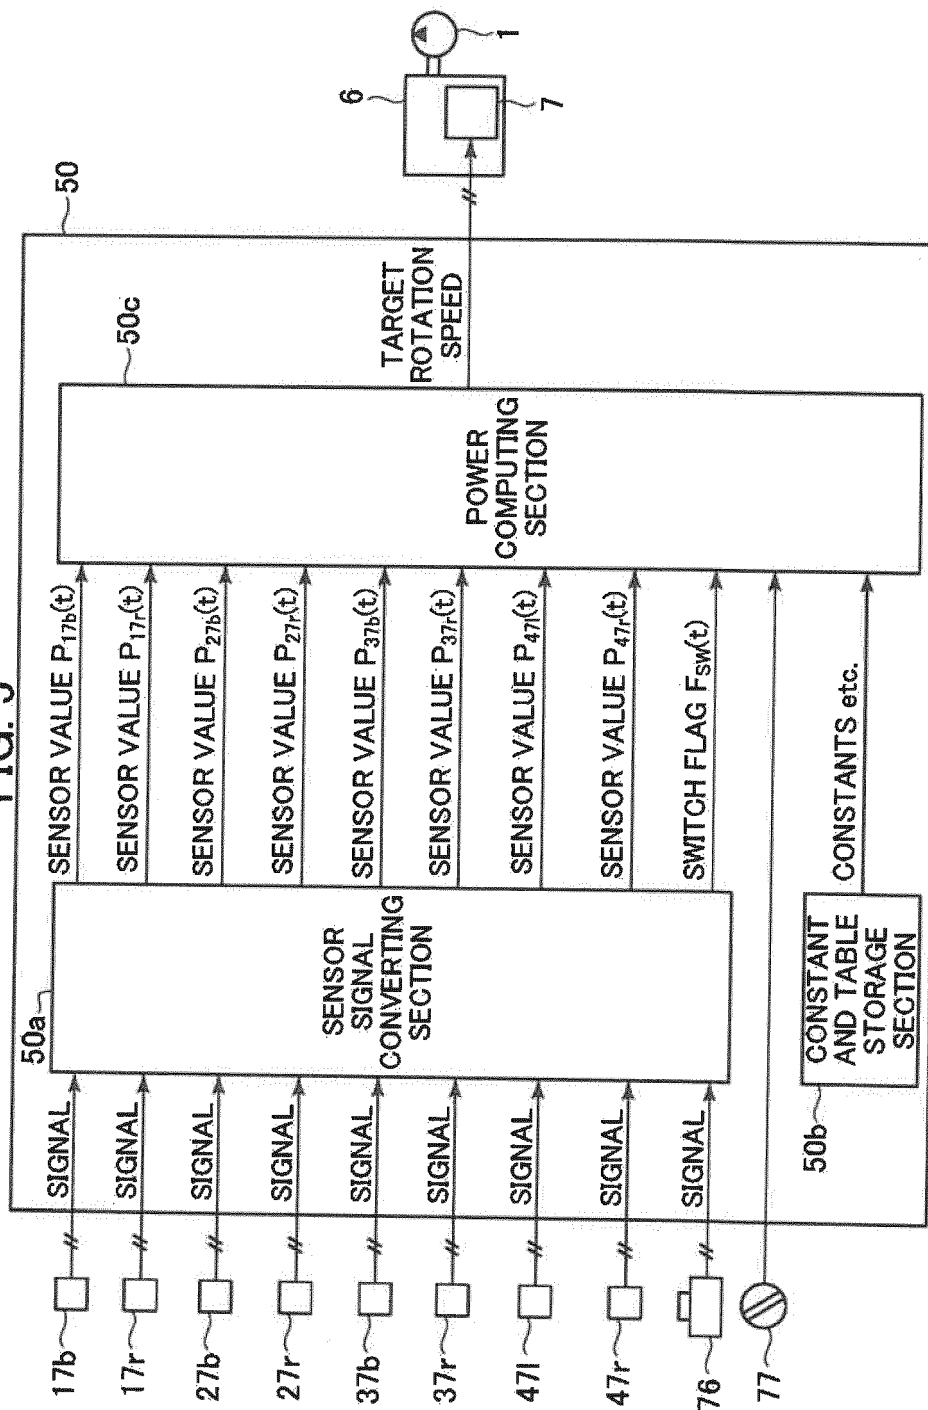 50
50c
6
7
1
TARGET
ROTATION
SPEED
POWER
COMPUTING
SECTION
SENSOR VALUE P17b(t)
SENSOR VALUE P17r(t)
SENSOR VALUE P27b(t)
SENSOR VALUE P27r(t)
SENSOR VALUE P37b(t)
SENSOR VALUE P37r(t)
SENSOR VALUE P47l(t)
SENSOR VALUE P47r(t)
SWITCH FLAG FSW(t)
CONSTANTS etc.
50a
SENSOR
SIGNAL
CONVERTING
SECTION
50b
CONSTANT
AND TABLE
STORAGE
SECTION
SIGNAL
SIGNAL
SIGNAL
SIGNAL
SIGNAL
SIGNAL
SIGNAL
SIGNAL
SIGNAL
17b
17r
27b
27r
37b
37r
47l
47r
76
77